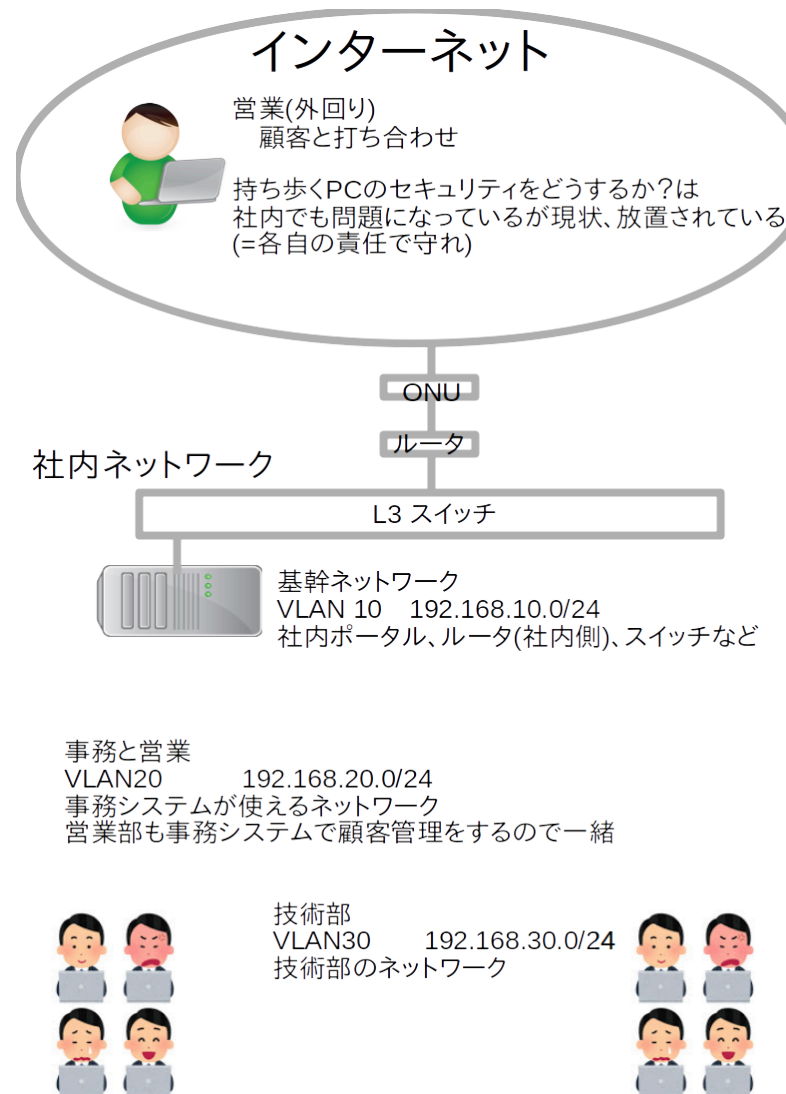 インターネット
営業(外回り)
顧客と打ち合わせ
持ち歩くPCのセキュリティをどうするか?は
社内でも問題になっているが現状、放置されている
(=各自の責任で守れ)
ONU
ルータ
社内ネットワーク
L3 スイッチ
基幹ネットワーク
VLAN 10 192.168.10.0/24
社内ポータル、ルータ(社内側)、スイッチなど
事務と営業
VLAN20 192.168.20.0/24
事務システムが使えるネットワーク
営業部も事務システムで顧客管理をするので一緒
技術部
VLAN30 192.168.30.0/24
技術部のネットワーク